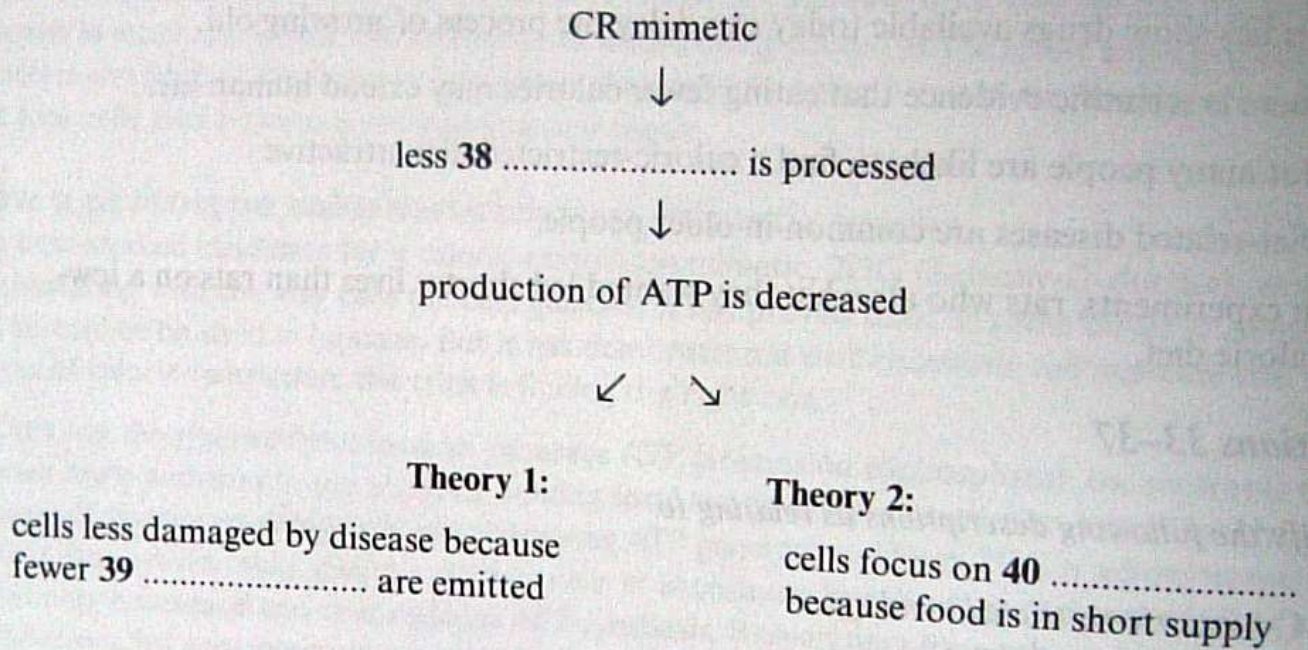 CR mimetic
↓
less 38 ........................ is processed
↓
production of ATP is decreased
↙ ↘
Theory 1:
cells less damaged by disease because
fewer 39 ........................ are emitted
Theory 2:
cells focus on 40 ........................
because food is in short supply